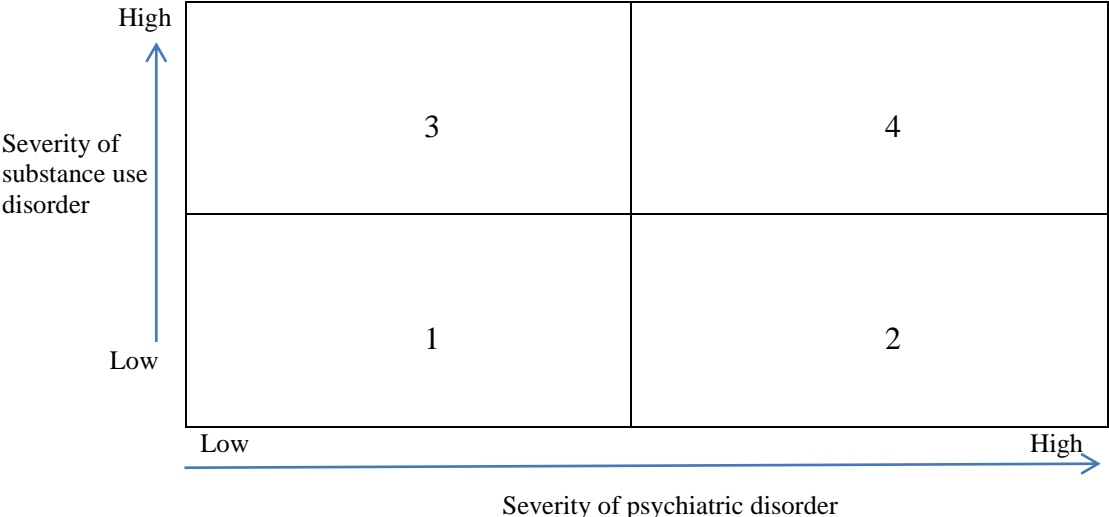 High
3 4
Severity of
substance use
disorder
1 2
Low
Low High
Severity of psychiatric disorder